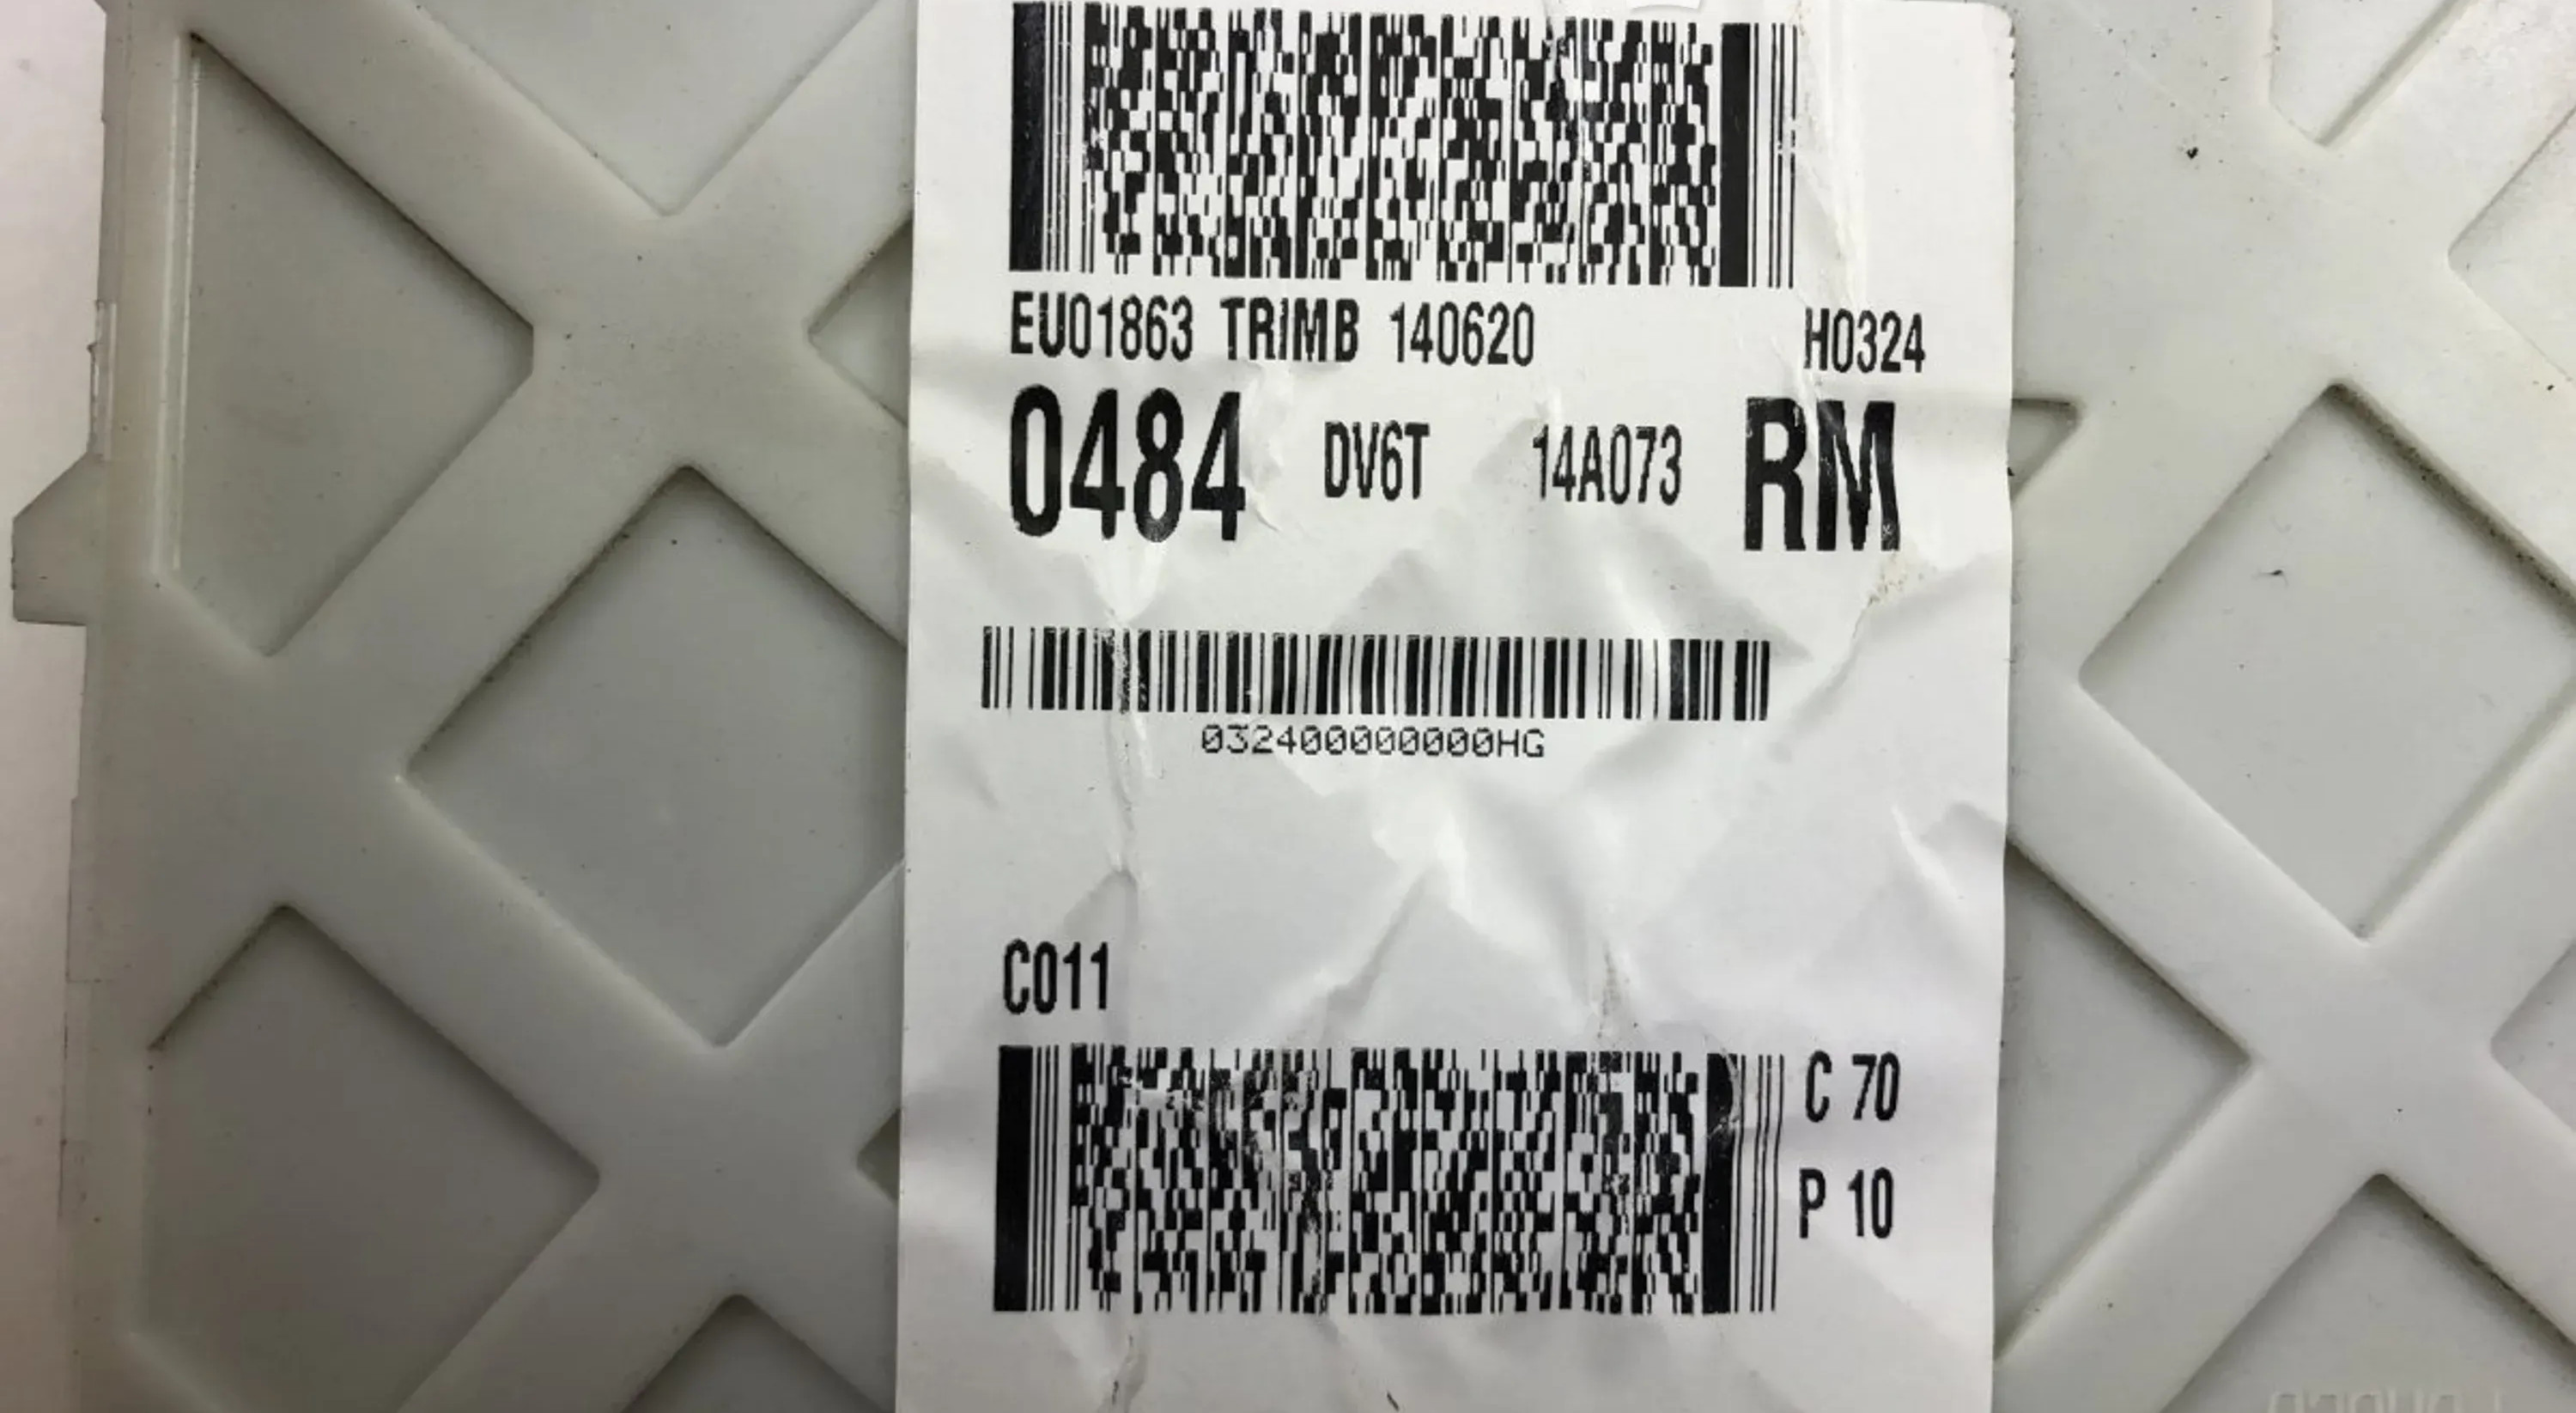 EU01863 TRIMB 140620 H0324
0484 DV6T 14A073 RM
032400000000HG
C011
C 70
P 10